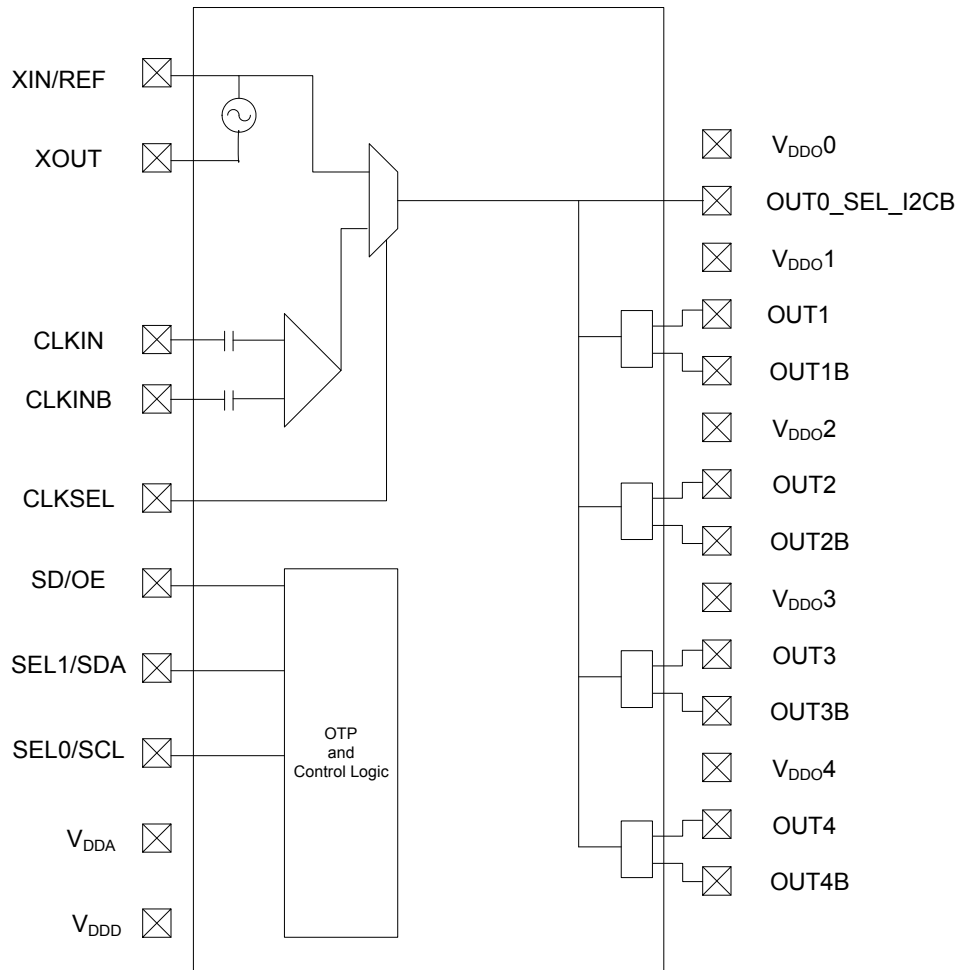 XIN/REF
XOUT
CLKIN
CLKINB
CLKSEL
SD/OE
SEL1/SDA
SEL0/SCL
VDDA
VDDD
OTP
and
Control Logic
VDDO0
OUT0_SEL_I2CB
VDDO1
OUT1
OUT1B
VDDO2
OUT2
OUT2B
VDDO3
OUT3
OUT3B
VDDO4
OUT4
OUT4B